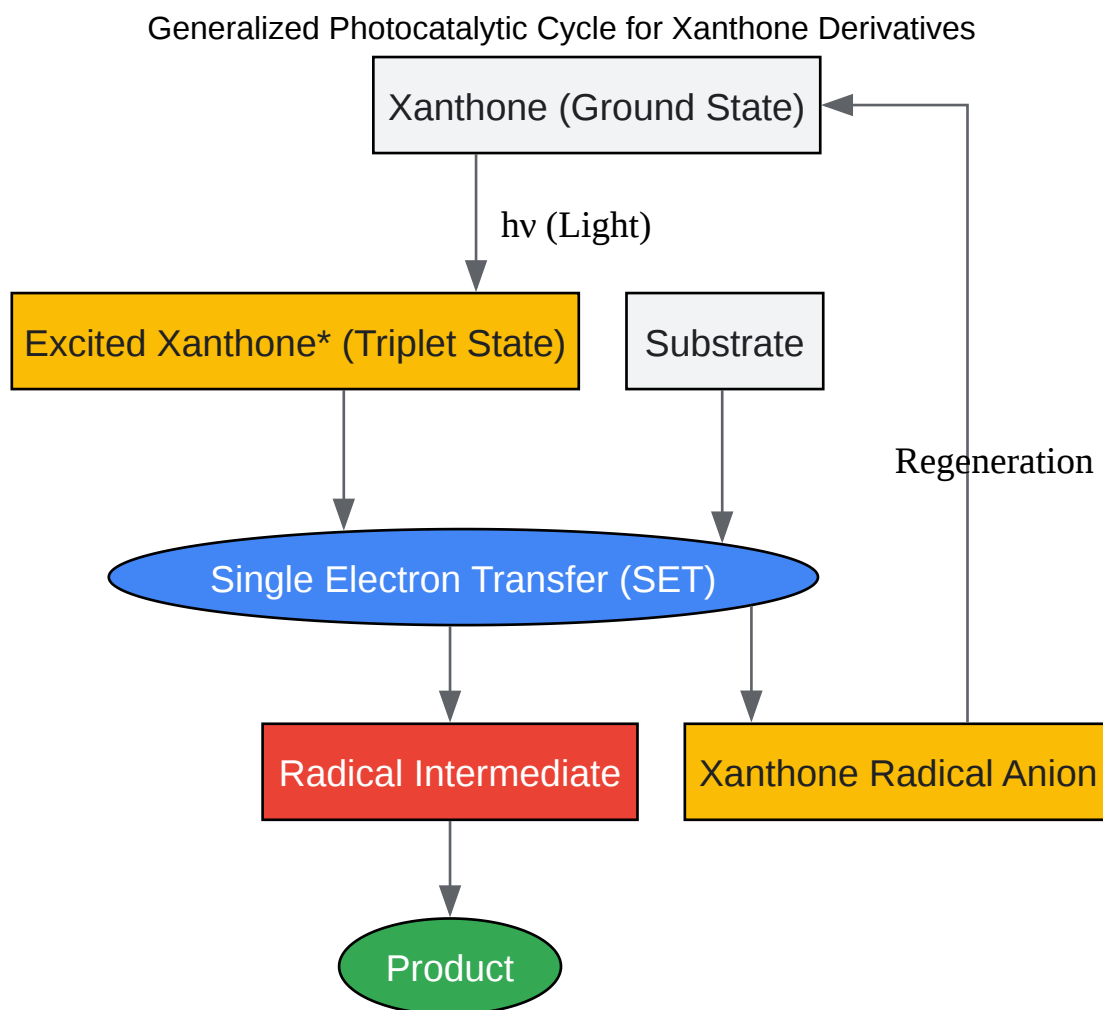 Generalized Photocatalytic Cycle for Xanthone Derivatives
Xanthone (Ground State)
hν (Light)
Excited Xanthone* (Triplet State)
Substrate
Regeneration
Single Electron Transfer (SET)
Radical Intermediate
Xanthone Radical Anion
Product